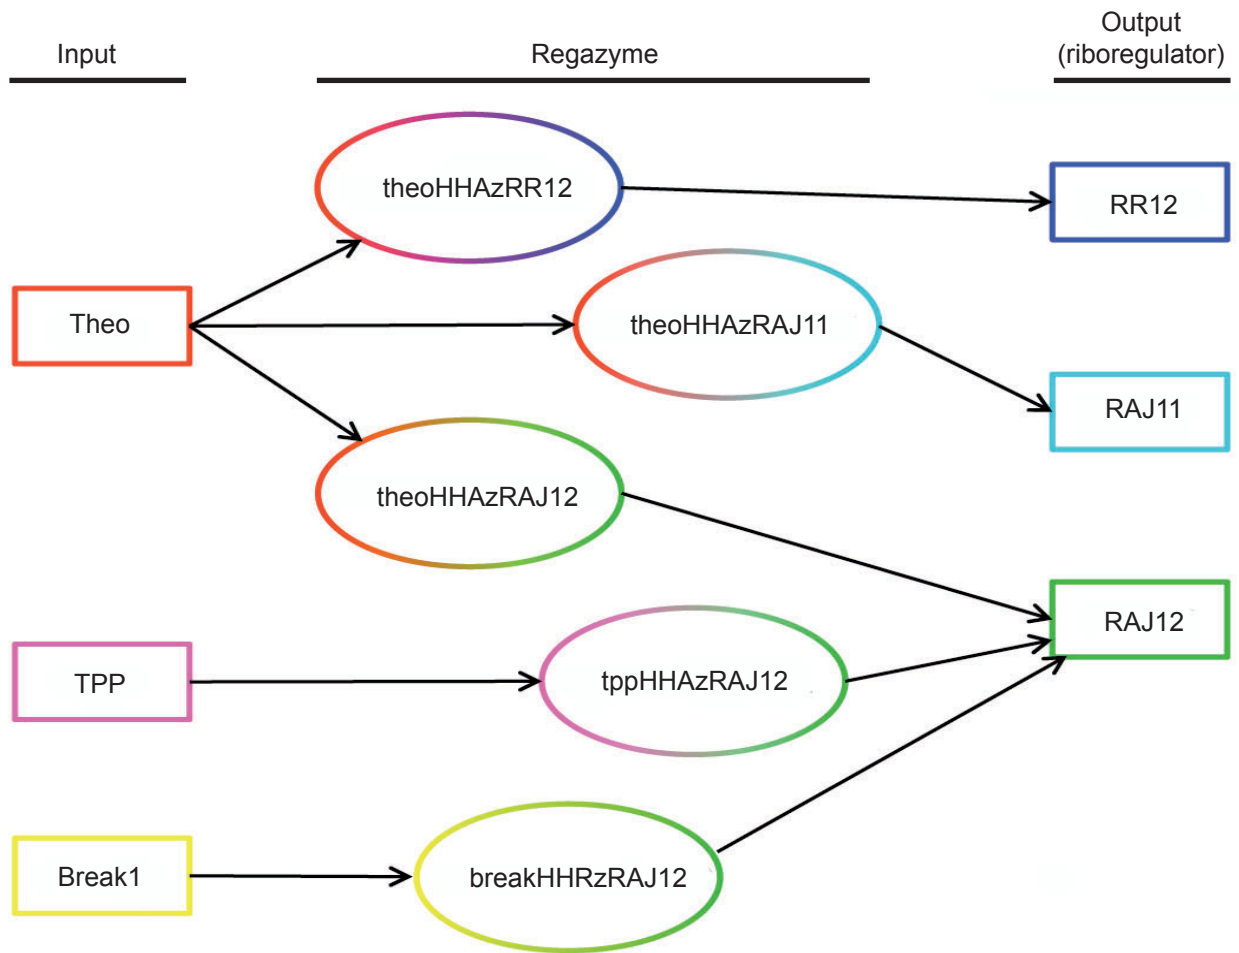 Input
Regazyme
Output
(riboregulator)
theoHHAzRR12
RR12
Theo
theoHHAzRAJ11
RAJ11
theoHHAzRAJ12
RAJ12
TPP
tppHHAzRAJ12
Break1
breakHHRzRAJ12